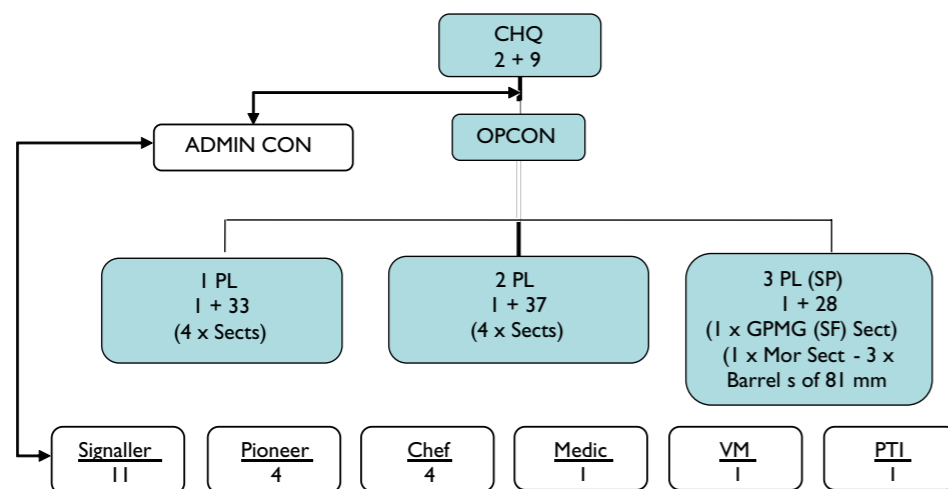 CHQ
2 + 9
ADMIN CON
OPCON
1 PL
1 + 33
(4 x Sects)
2 PL
1 + 37
(4 x Sects)
3 PL (SP)
1 + 28
(1 x GPMG (SF) Sect)
(1 x Mor Sect - 3 x
Barrel s of 81 mm
Signaller
11
Pioneer
4
Chef
4
Medic
1
VM
1
PTI
1